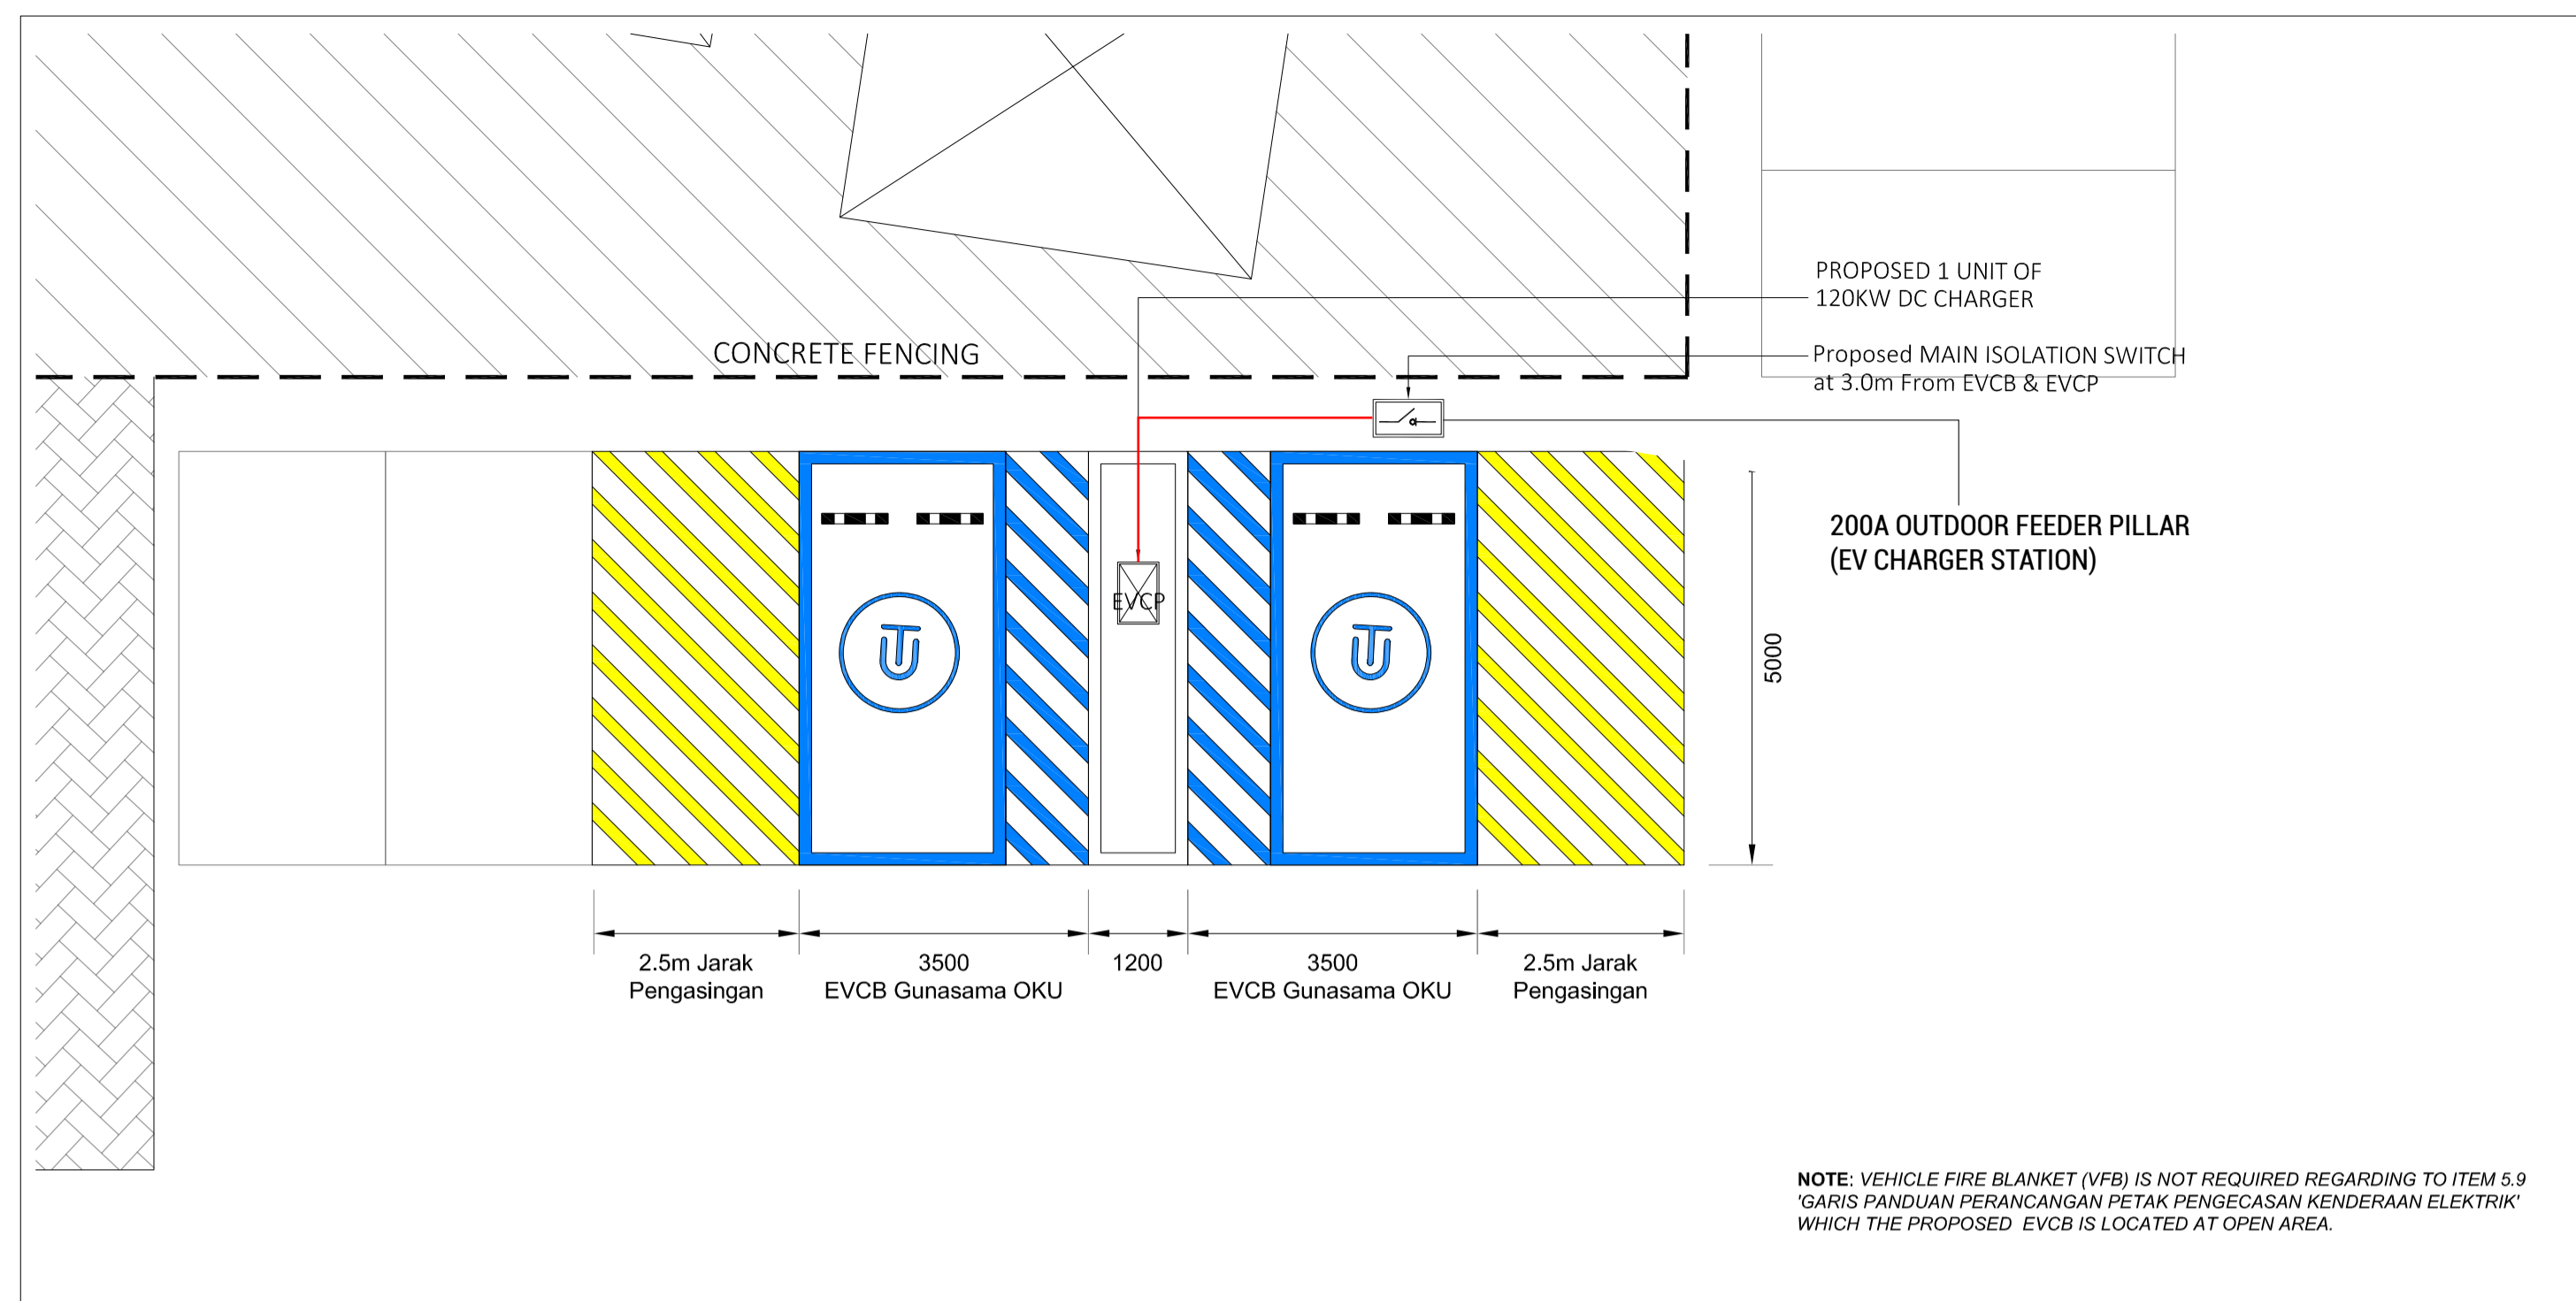 PROPOSED 1 UNIT OF
120KW DC CHARGER
CONCRETE FENCING
Proposed MAIN ISOLATION SWITCH
at 3.0m From EVCB & EVCP
200A OUTDOOR FEEDER PILLAR
(EV CHARGER STATION)
EVCP
5000
2.5m Jarak
Pengasingan
3500
EVCB Gunasama OKU
1200
3500
EVCB Gunasama OKU
2.5m Jarak
Pengasingan
NOTE: VEHICLE FIRE BLANKET (VFB) IS NOT REQUIRED REGARDING TO ITEM 5.9
'GARIS PANDUAN PERANCANGAN PETAK PENGECASAN KENDERAAN ELEKTRIK'
WHICH THE PROPOSED EVCB IS LOCATED AT OPEN AREA.